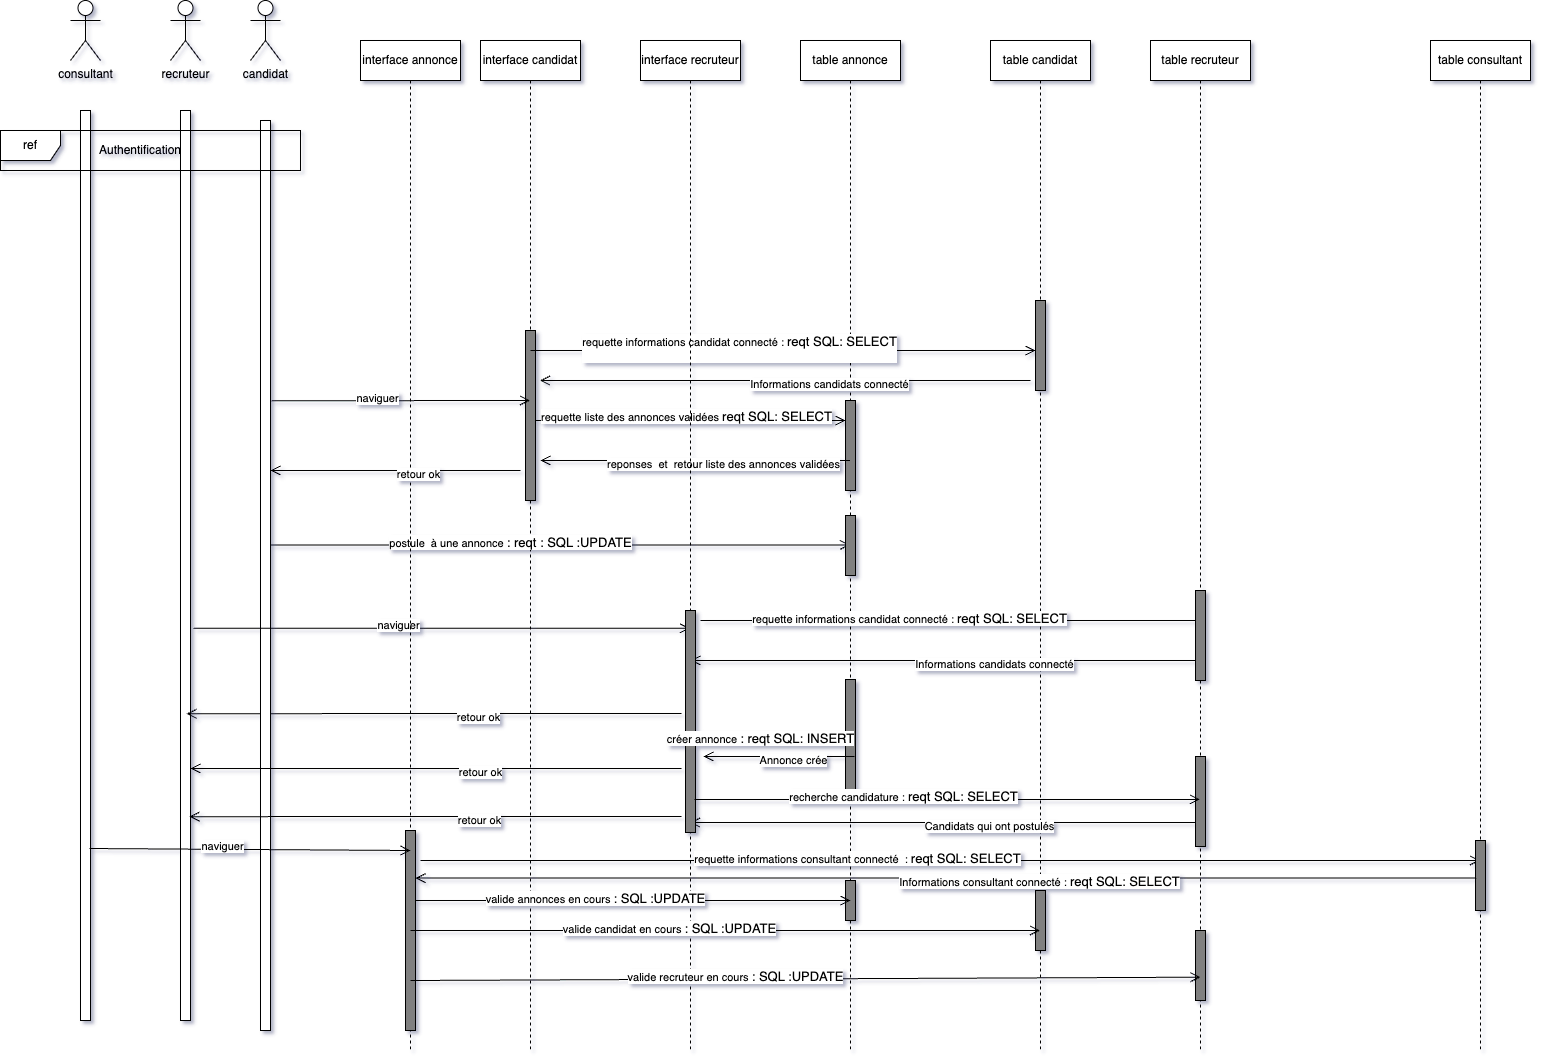 consultant
recruteur
candidat
interface annonce
interface candidat
interface recruteur
table annonce
table candidat
table recruteur
table consultant
ref
Authentification
requette informations candidat connecté : reqt SQL: SELECT
Informations candidats connecté
naviguer
requette liste des annonces validées reqt SQL: SELECT
reponses et retour liste des annonces validées
retour ok
postule à une annonce : reqt : SQL :UPDATE
naviguer
requette informations candidat connecté : reqt SQL: SELECT
Informations candidats connecté
retour ok
créer annonce : reqt SQL: INSERT
Annonce crée
retour ok
recherche candidature : reqt SQL: SELECT
retour ok
Candidats qui ont postulés
naviguer
requette informations consultant connecté : reqt SQL: SELECT
Informations consultant connecté : reqt SQL: SELECT
valide annonces en cours : SQL :UPDATE
valide candidat en cours : SQL :UPDATE
valide recruteur en cours : SQL :UPDATE